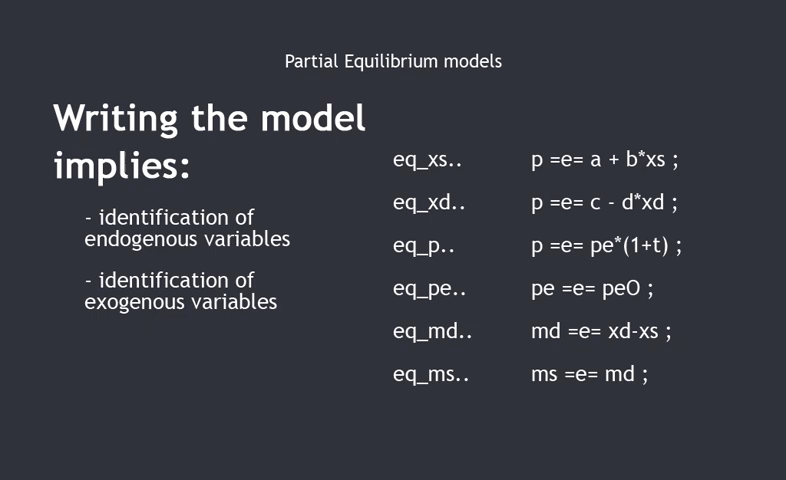 Partial Equilibrium models
Writing the model
implies:
- identification of
endogenous variables
- identification of
exogenous variables
eq_xs.. p =e= a + b*xs ;
eq_xd.. p =e= c - d*xd ;
eq_p.. p =e= pe*(1+t) ;
eq_pe.. pe =e= peO ;
eq_md.. md =e= xd-xs ;
eq_ms.. ms =e= md ;